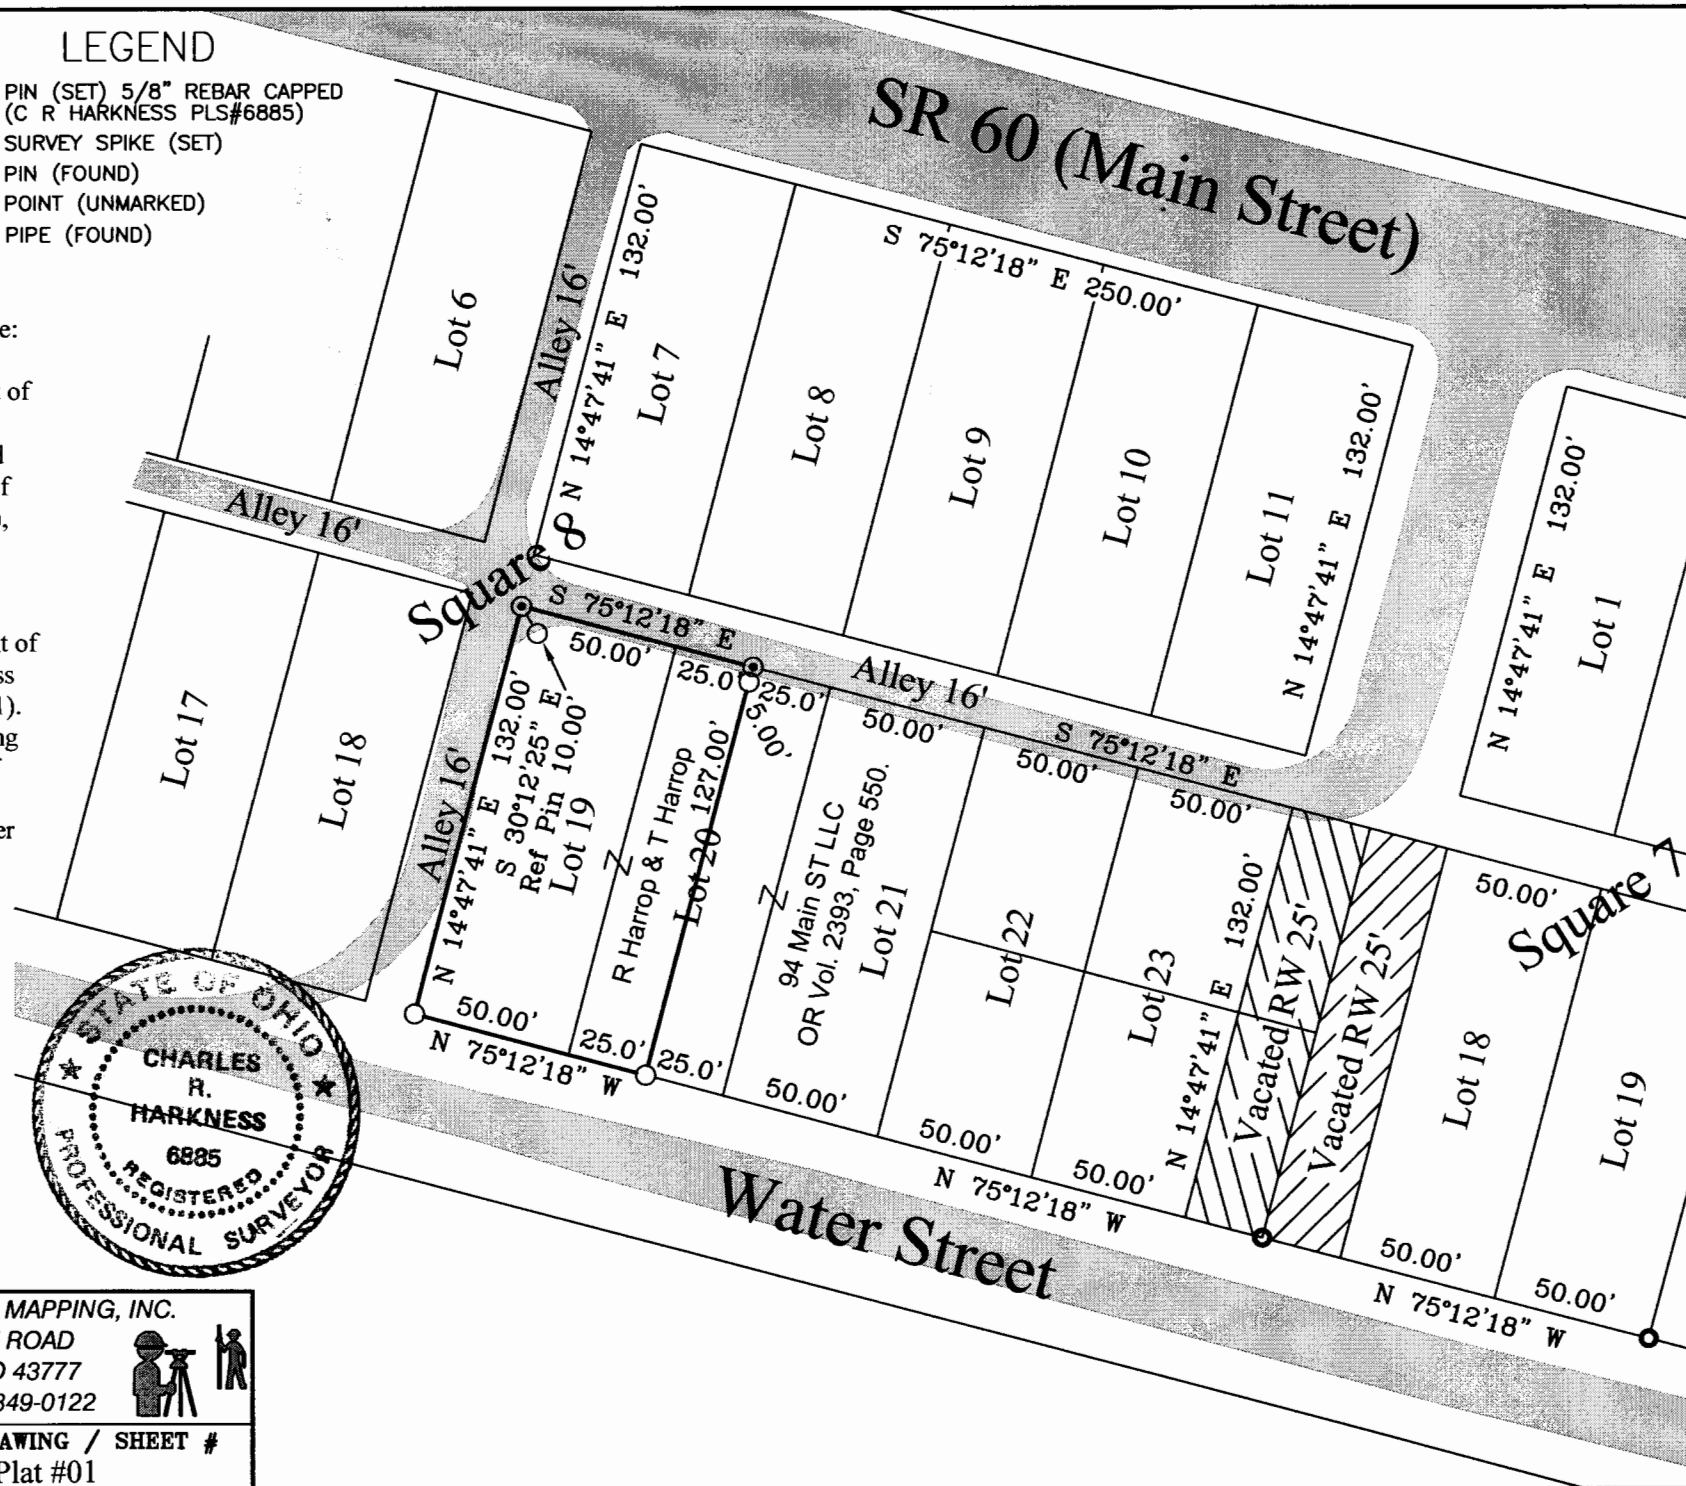 LEGEND
PIN (SET) 5/8" REBAR CAPPED
(C R HARKNESS PLS#6885)
SURVEY SPIKE (SET)
PIN (FOUND)
POINT (UNMARKED)
PIPE (FOUND)
e:
of
f
t of
ss
).
ng
er
SR 60 (Main Street)
S 75°12'18" E 250.00'
Lot 6
Alley 16'
N 14°47'41" E 132.00'
Lot 7
Lot 8
Lot 9
Lot 10
Lot 11
N 14°47'41" E 132.00'
N 14°47'41" E 132.00'
Lot 1
Alley 16'
Square 8
S 75°12'18" E
50.00'
25.0'
25.0'
5.00'
Alley 16'
50.00'
S 75°12'18" E
50.00'
50.00'
Lot 17
Lot 18
Alley 16'
N 14°47'41" E 132.00'
S 30°12'25" E
Ref Pin 10.00'
Lot 19
Z
R Harrop & T Harrop
Lot 20 127.00'
Z
94 Main ST LLC
OR Vol. 2393, Page 550.
Lot 21
Lot 22
Lot 23
N 14°47'41" E 132.00'
Vacated RW 25'
Vacated RW 25'
50.00'
Square 7
Lot 18
Lot 19
50.00'
N 75°12'18" W
25.0'
25.0'
50.00'
50.00'
N 75°12'18" W
50.00'
50.00'
N 75°12'18" W
50.00'
Water Street
STATE OF OHIO
CHARLES
R.
HARKNESS
6885
REGISTERED
PROFESSIONAL SURVEYOR
MAPPING, INC.
ROAD
43777
849-0122
AWING / SHEET #
Plat #01